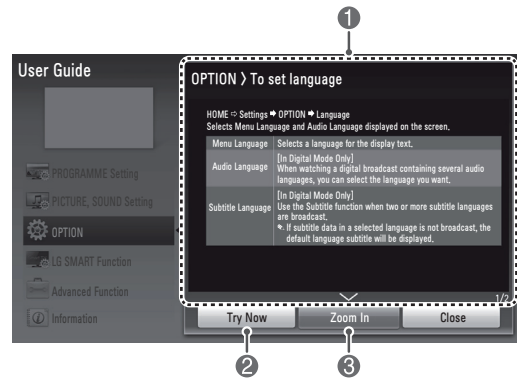 1
User Guide
OPTION 〉 To set language
HOME ⇨ Settings ➡ OPTION ➡ Language
Selects Menu Language and Audio Language displayed on the screen.
Menu Language Selects a language for the display text.
Audio Language [In Digital Mode Only]
When watching a digital broadcast containing several audio
languages, you can select the language you want.
Subtitle Language [In Digital Mode Only]
Use the Subtitle function when two or more subtitle languages
are broadcast.
If subtitle data in a selected language is not broadcast, the
default language subtitle will be displayed.
PROGRAMME Setting
PICTURE, SOUND Setting
OPTION
LG SMART Function
Advanced Function
Information
1/2
Try Now Zoom In Close
2 3